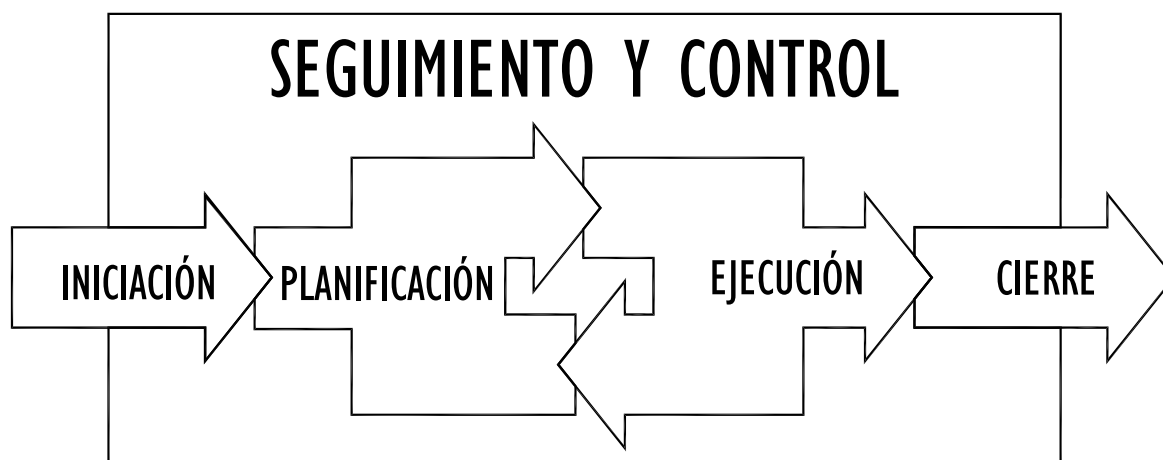 SEGUIMIENTO Y CONTROL
INICIACIÓN
PLANIFICACIÓN
EJECUCIÓN
CIERRE